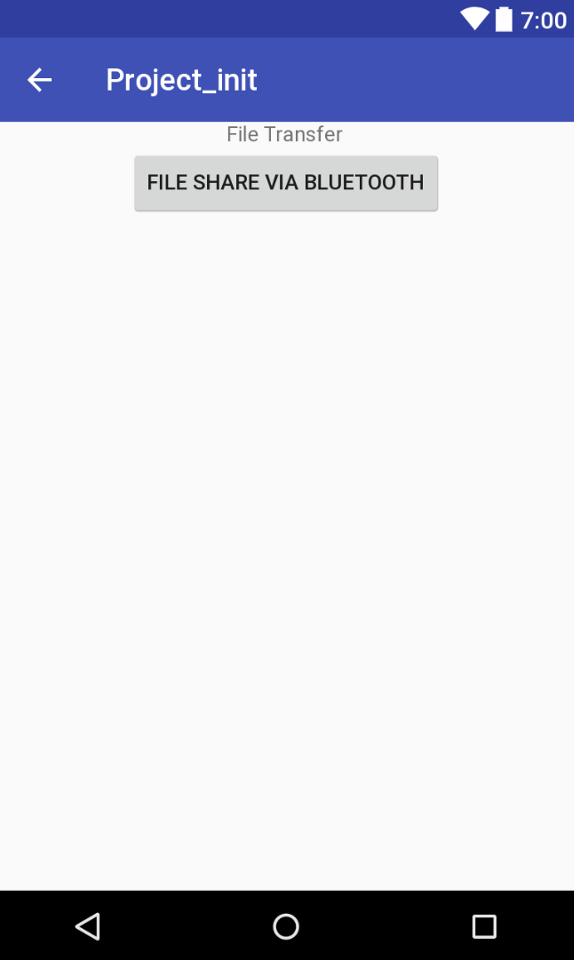 7:00
Project_init
File Transfer
FILE SHARE VIA BLUETOOTH